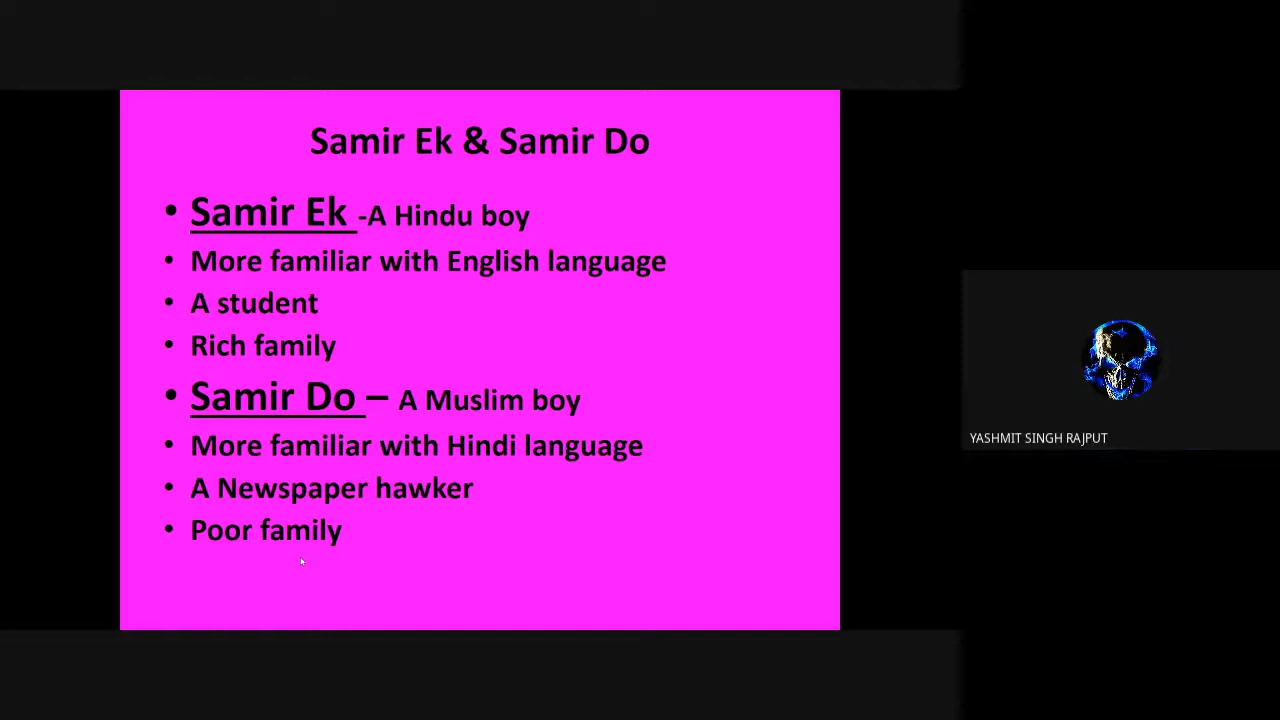 Samir Ek & Samir Do
• Samir Ek -A Hindu boy
• More familiar with English language
• A student
• Rich family
• Samir Do – A Muslim boy
• More familiar with Hindi language
• A Newspaper hawker
• Poor family
YASHMIT SINGH RAJPUT